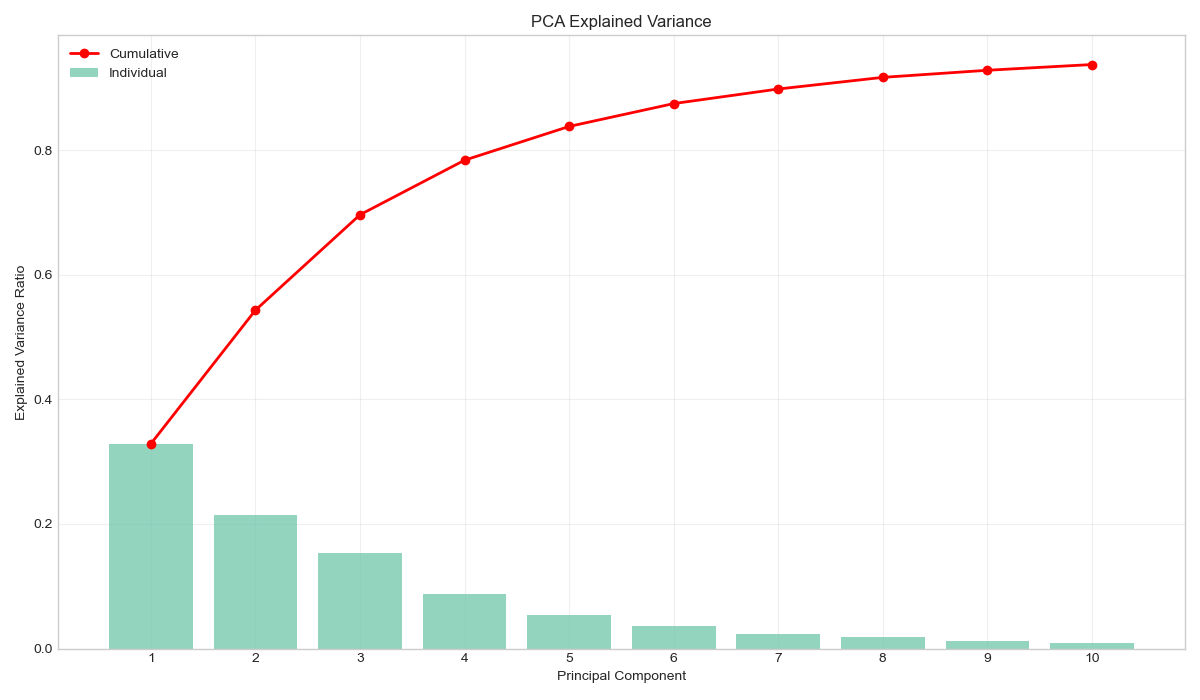 PCA Explained Variance
Cumulative
Individual
Explained Variance Ratio
0.8
0.6
0.4
0.2
0.0
1 2 3 4 5 6 7 8 9 10
Principal Component